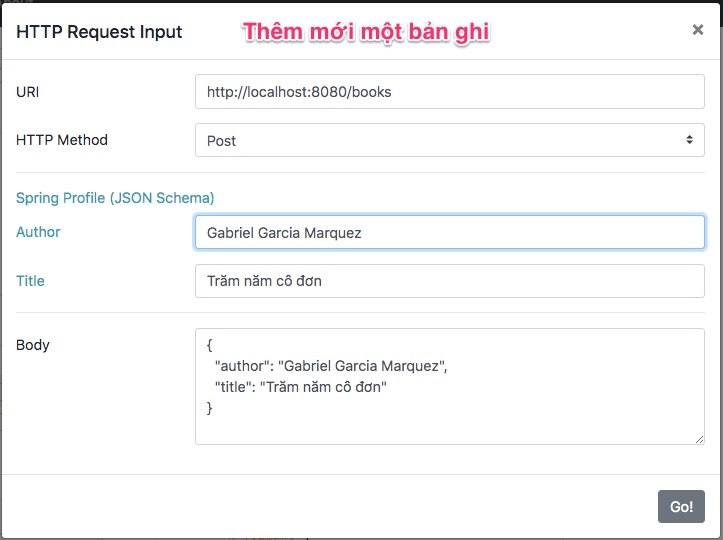 HTTP Request Input
Thêm mới một bản ghi
×
URI
http://localhost:8080/books
HTTP Method
Post
Spring Profile (JSON Schema)
Author
Gabriel Garcia Marquez
Title
Trăm năm cô đơn
Body
{
"author": "Gabriel Garcia Marquez",
"title": "Trăm năm cô đơn"
}
Go!